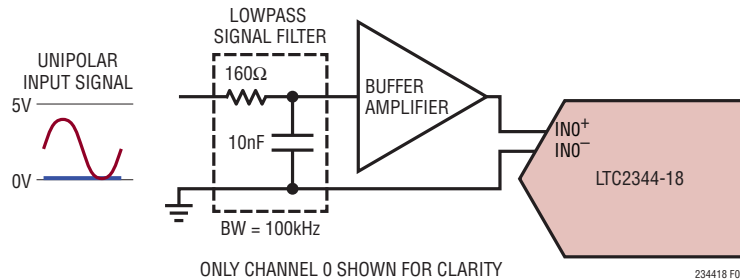 LOWPASS
SIGNAL FILTER
UNIPOLAR
INPUT SIGNAL
5V
0V
160Ω
10nF
BW = 100kHz
BUFFER
AMPLIFIER
IN0+
IN0−
LTC2344-18
ONLY CHANNEL 0 SHOWN FOR CLARITY
234418 F0